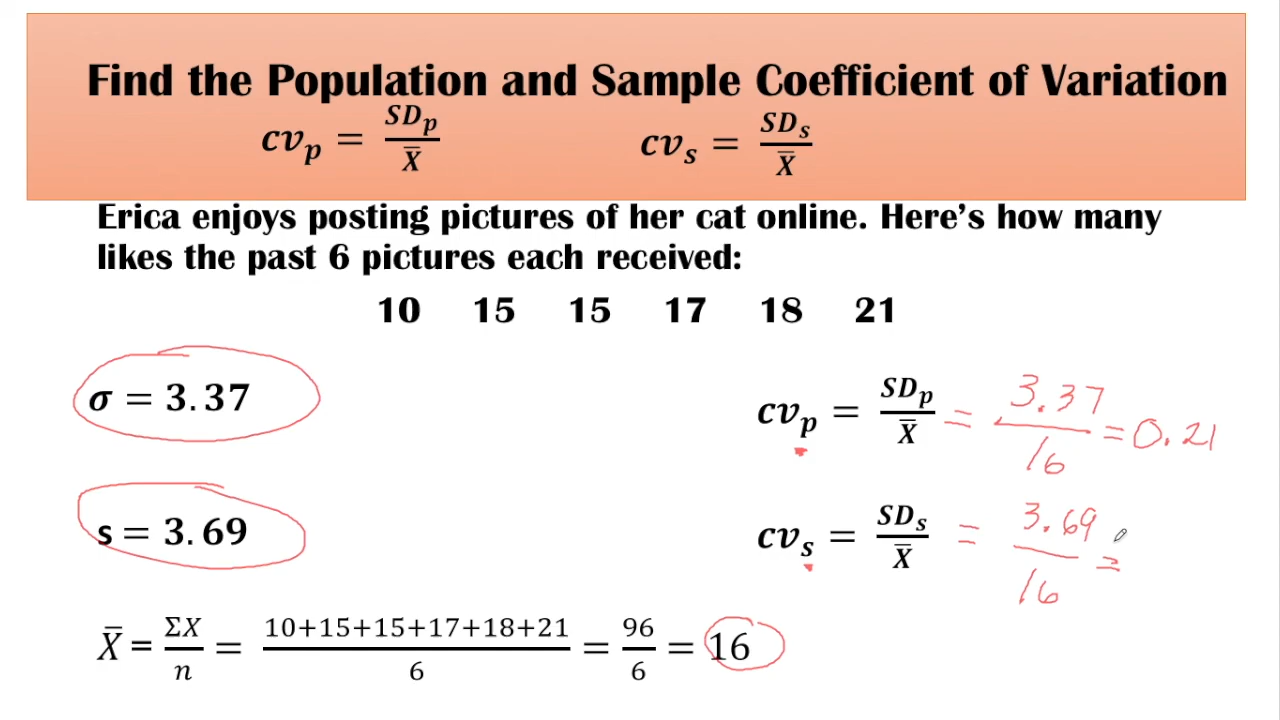 Find the Population and Sample Coefficient of Variation
cvₚ = SDₚ/X̄    cvₛ = SDₛ/X̄
Erica enjoys posting pictures of her cat online. Here’s how many
likes the past 6 pictures each received:
10 15 15 17 18 21
σ = 3.37
cvₚ = SDₚ/X̄ = 3.37/16 = 0.21
s = 3.69
cvₛ = SDₛ/X̄ = 3.69/16 =
X̄ = ΣX/n = 10+15+15+17+18+21/6 = 96/6 = 16